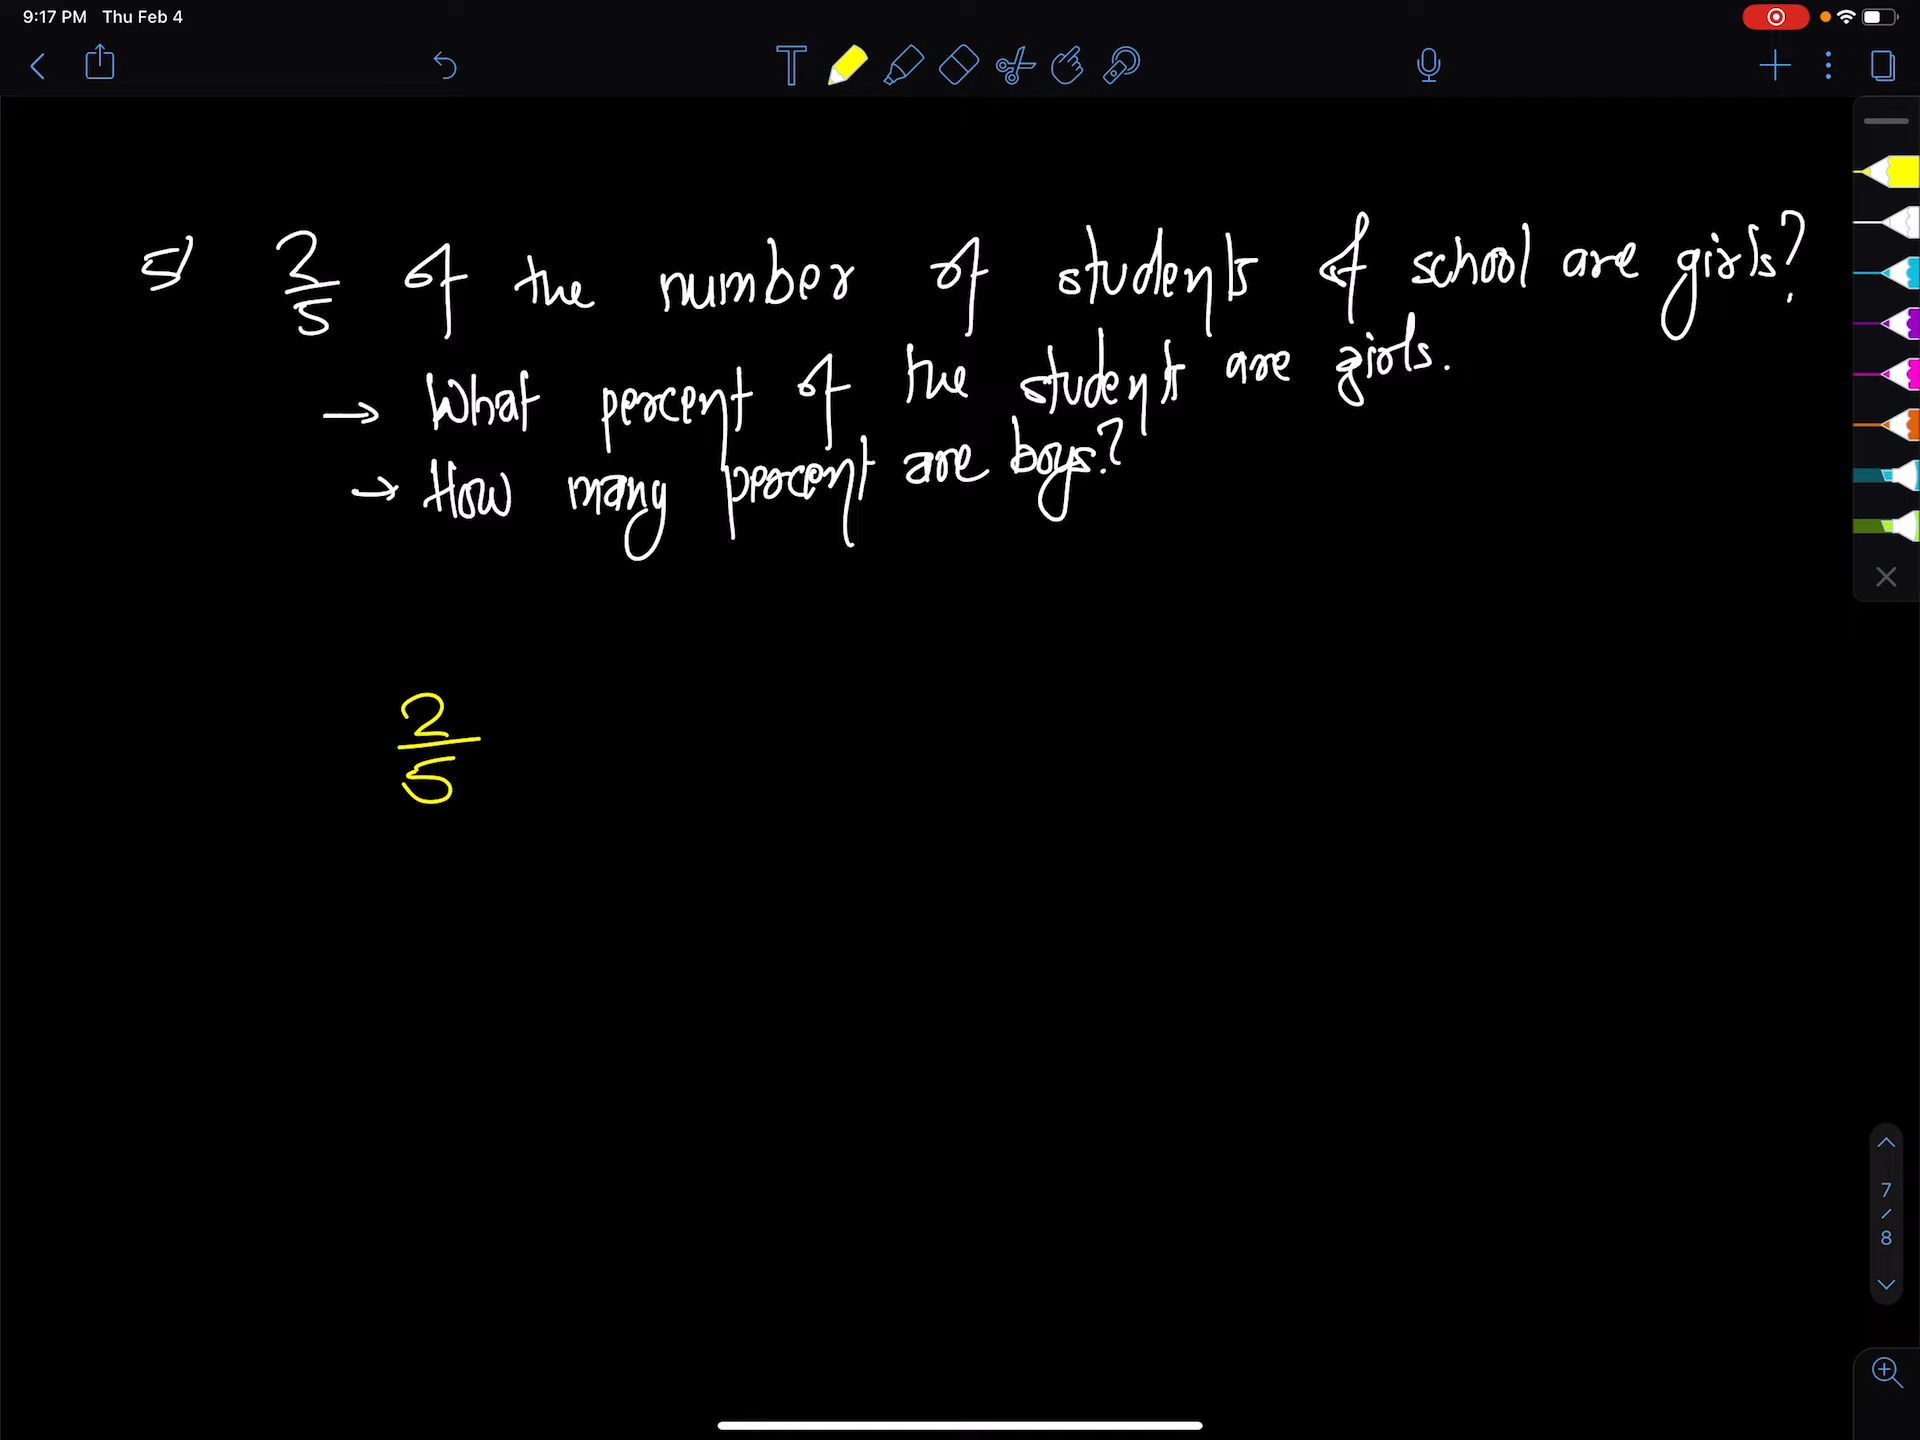 9:17 PM Thu Feb 4
5) 2/5 of the number of students of school are girls?
→ What percent of the students are girls.
→ How many percent are boys?
2/5
7
/
8